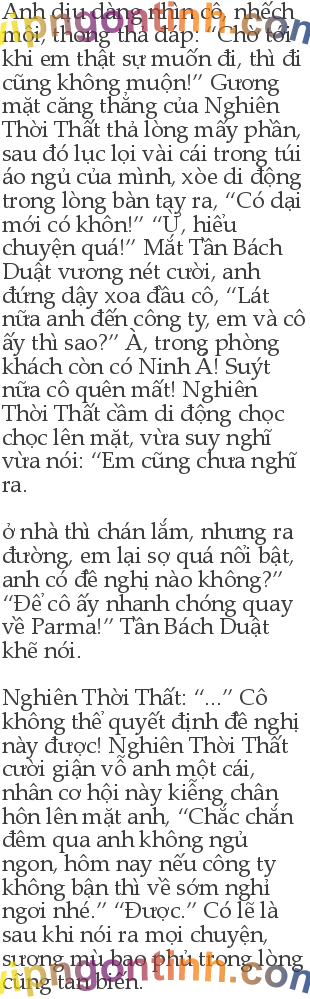 Anh dịu dàng nhìn cô, nhếch
môi, thong thả đáp: “Chờ tới
khi em thật sự muốn đi, thì đi
cũng không muộn!” Gương
mặt căng thẳng của Nghiên
Thời Thất thả lòng mấy phần,
sau đó lục lọi vài cái trong túi
áo ngủ của mình, xòe di động
trong lòng bàn tay ra, “Có dại
mới có khôn!” “Ừ, hiểu
chuyện quá!” Mắt Tần Bách
Duật vương nét cười, anh
đứng dậy xoa đầu cô, “Lát
nữa anh đến công ty, em và cô
ấy thì sao?” À, trong phòng
khách còn có Ninh Ả! Suýt
nữa cô quên mất! Nghiên
Thời Thất cầm di động chọc
chọc lên mặt, vừa suy nghĩ
vừa nói: “Em cũng chưa nghĩ
ra.
ở nhà thì chán lắm, nhưng ra
đường, em lại sợ quá nổi bật,
anh có đề nghị nào không?”
“Để cô ấy nhanh chóng quay
về Parma!” Tần Bách Duật
khẽ nói.
Nghiên Thời Thất: “...” Cô
không thể quyết định đề nghị
này được! Nghiên Thời Thất
cười giận vỗ anh một cái,
nhân cơ hội này kiễng chân
hôn lên mặt anh, “Chắc chắn
đêm qua anh không ngủ
ngon, hôm nay nếu công ty
không bận thì về sớm nghỉ
ngơi nhé.” “Được.” Có lẽ là
sau khi nói ra mọi chuyện,
sương mù bao phủ trong lòng
cũng tan biến.
vipngontinh.com
vipngontinh.com